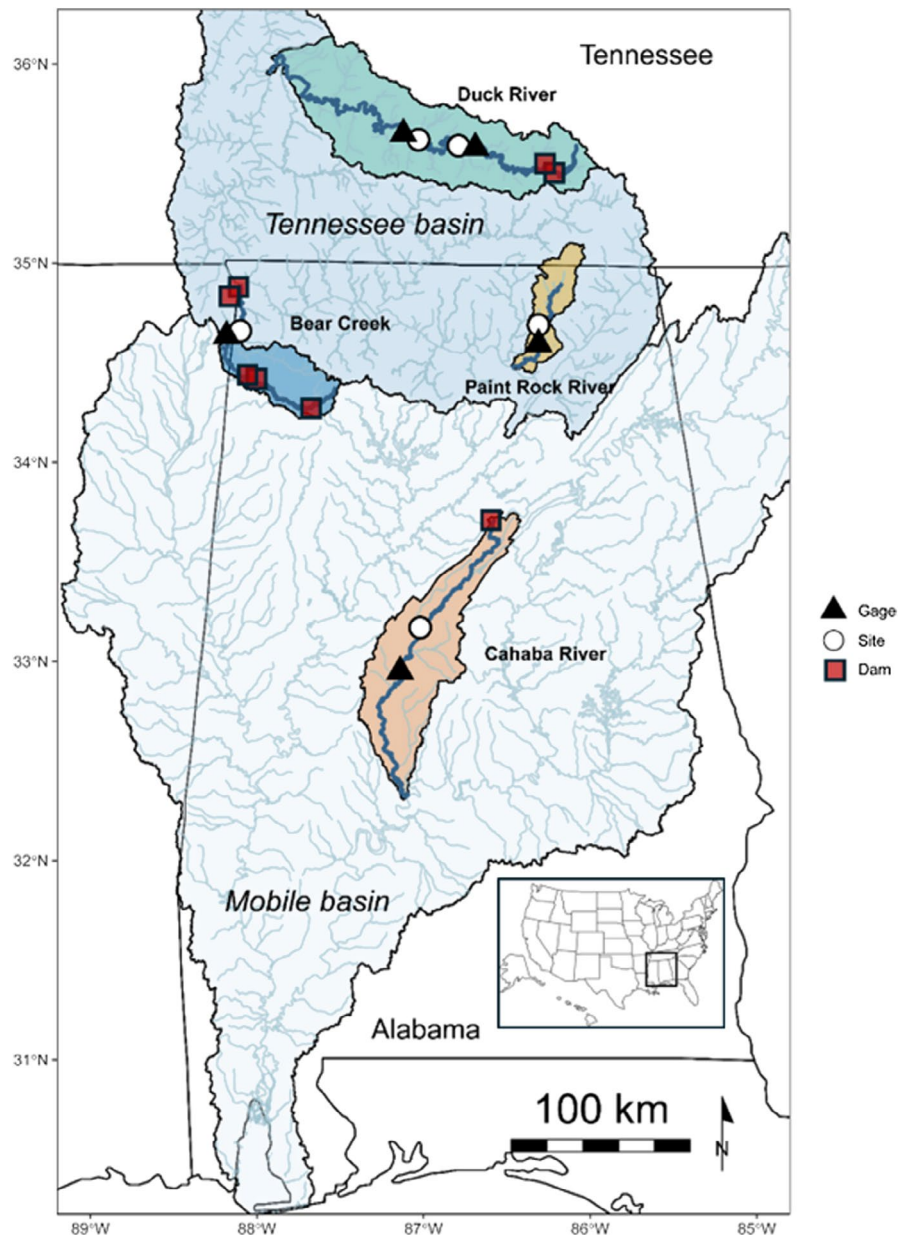 Tennessee
36°N
Duck River
Tennessee basin
35°N
Bear Creek
Paint Rock River
34°N
Gage
Site
Dam
33°N
Cahaba River
32°N
Mobile basin
Alabama
31°N
100 km
N
89°W
88°W
87°W
86°W
85°W